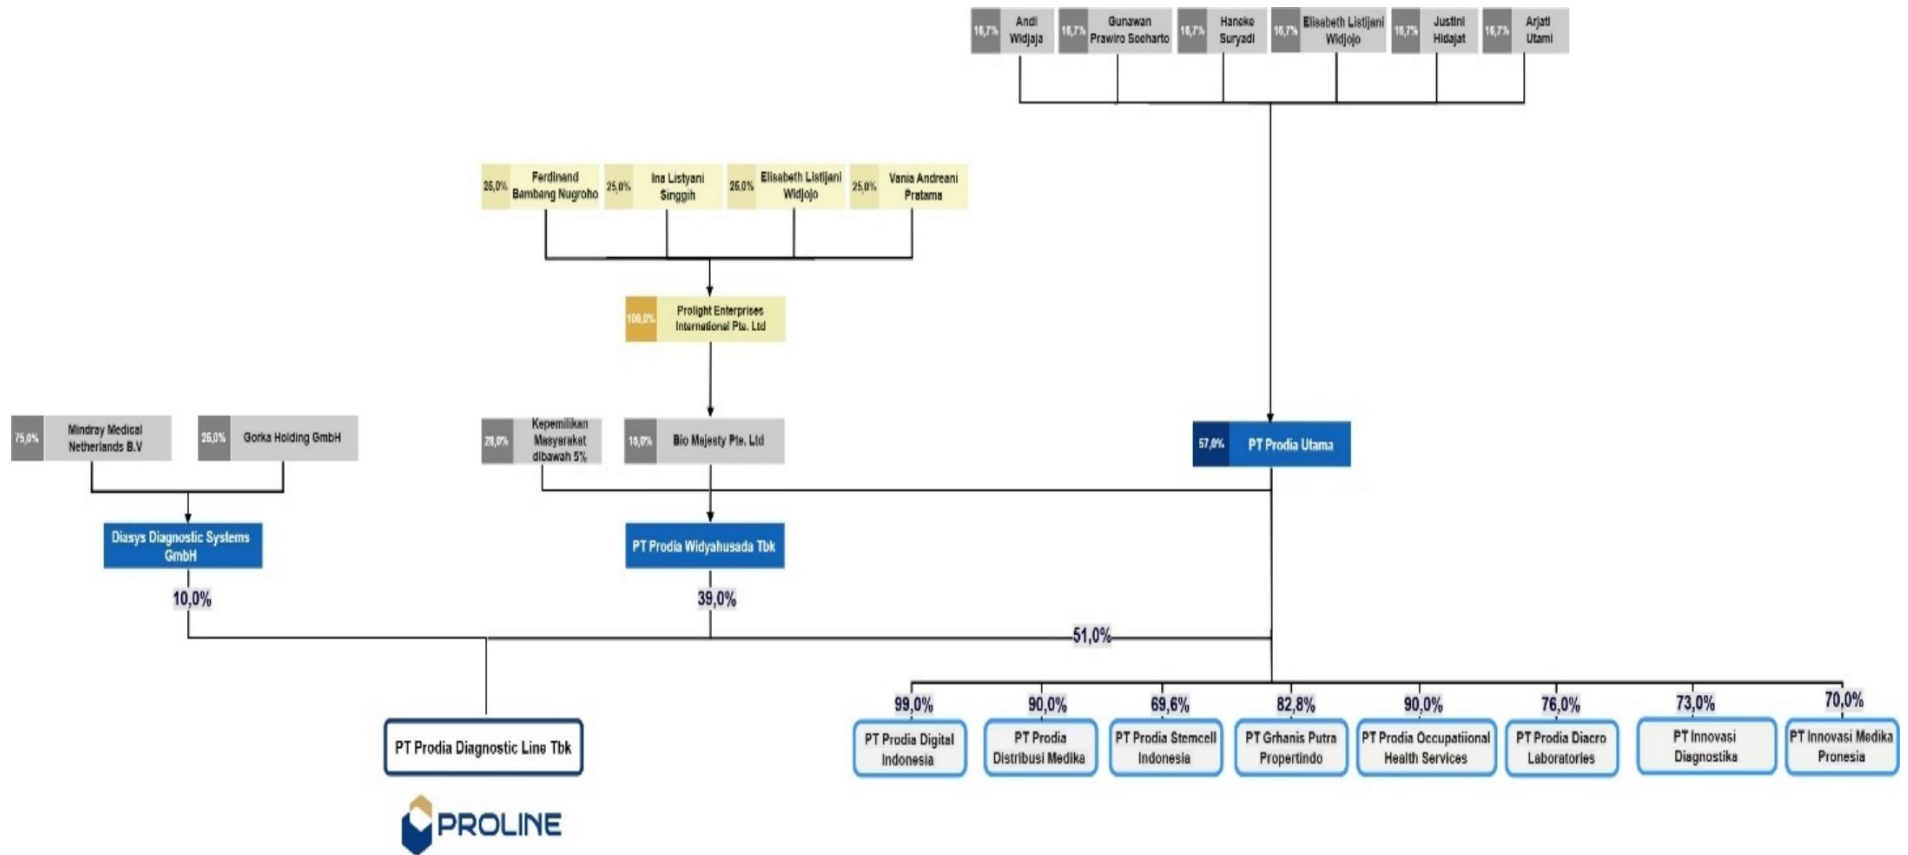 16,7%
Andi
Widjaja
16,7%
Gunawan
Prawiro Soeharto
16,7%
Haneke
Suryadi
16,7%
Elisabeth Listijani
Widjojo
16,7%
Justini
Hidajat
16,7%
Arjati
Utami
25,0%
Ferdinand
Bambang Nugroho
25,0%
Ina Listyani
Singgih
25,0%
Elisabeth Listijani
Widjojo
25,0%
Vania Andreani
Pratama
100,0%
Prolight Enterprises
International Pte. Ltd
75,0%
Mindray Medical
Netherlands B.V
25,0%
Gorka Holding GmbH
Kepemilikan
Masyarakat
dibawah 5%
Bio Majesty Pte. Ltd
57,0%
PT Prodia Utama
Diasys Diagnostic Systems
GmbH
PT Prodia Widyahusada Tbk
10,0%
39,0%
51,0%
99,0%
90,0%
69,6%
82,8%
90,0%
76,0%
73,0%
70,0%
PT Prodia Diagnostic Line Tbk
PT Prodia Digital
Indonesia
PT Prodia
Distribusi Medika
PT Prodia Stemcell
Indonesia
PT Grhanis Putra
Propertindo
PT Prodia Occupatiional
Health Services
PT Prodia Diacro
Laboratories
PT Innovasi
Diagnostika
PT Innovasi Medika
Pronesia
PROLINE